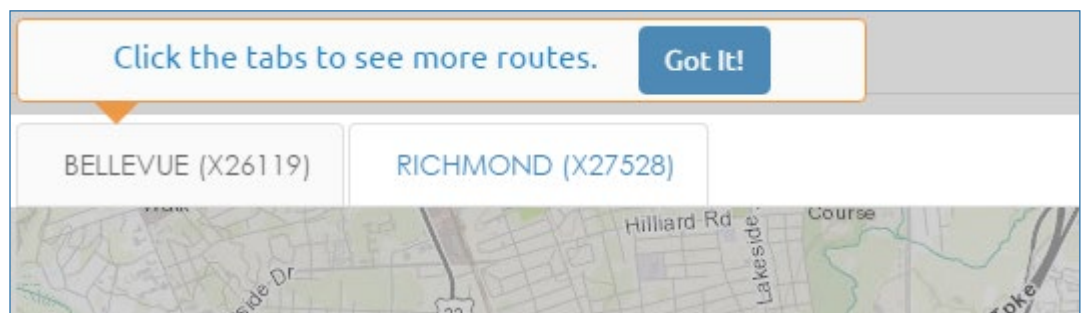 Click the tabs to see more routes. Got It!
BELLEVUE (X26119) RICHMOND (X27528)
Hilliard Rd
Course
Lakeside
side Dr